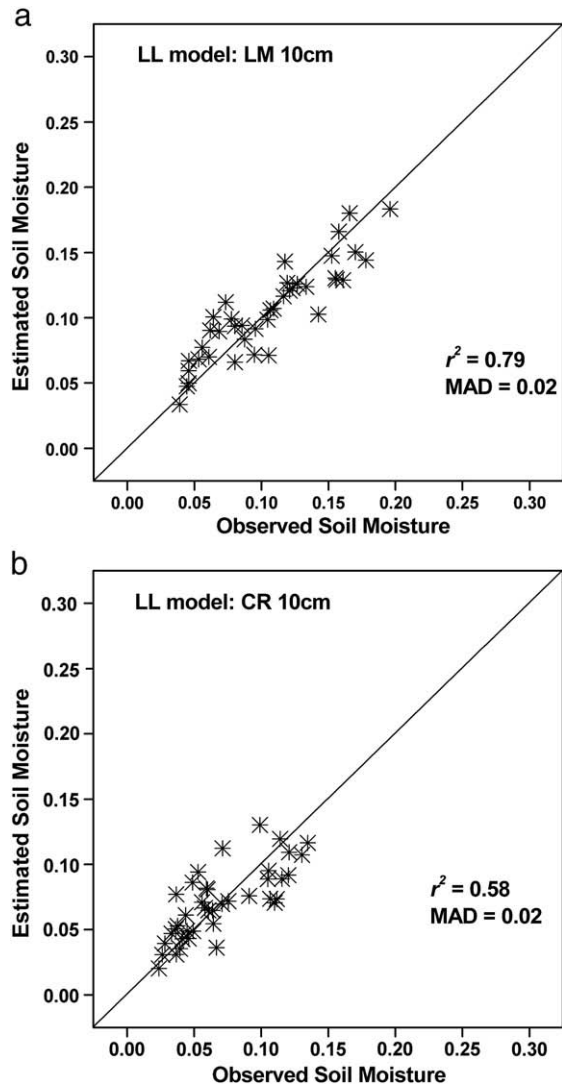 a
LL model: LM 10cm
0.30
0.25
0.20
0.15
0.10
0.05
0.00
Estimated Soil Moisture
r² = 0.79
MAD = 0.02
0.00 0.05 0.10 0.15 0.20 0.25 0.30
Observed Soil Moisture
b
LL model: CR 10cm
0.30
0.25
0.20
0.15
0.10
0.05
0.00
Estimated Soil Moisture
r² = 0.58
MAD = 0.02
0.00 0.05 0.10 0.15 0.20 0.25 0.30
Observed Soil Moisture